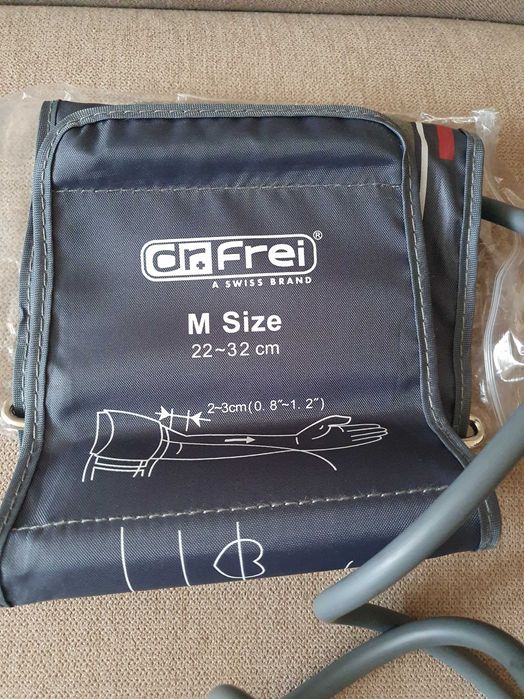 dr.Frei®
A SWISS BRAND
M Size
22~32 cm
2~3cm(0.8"~1.2")